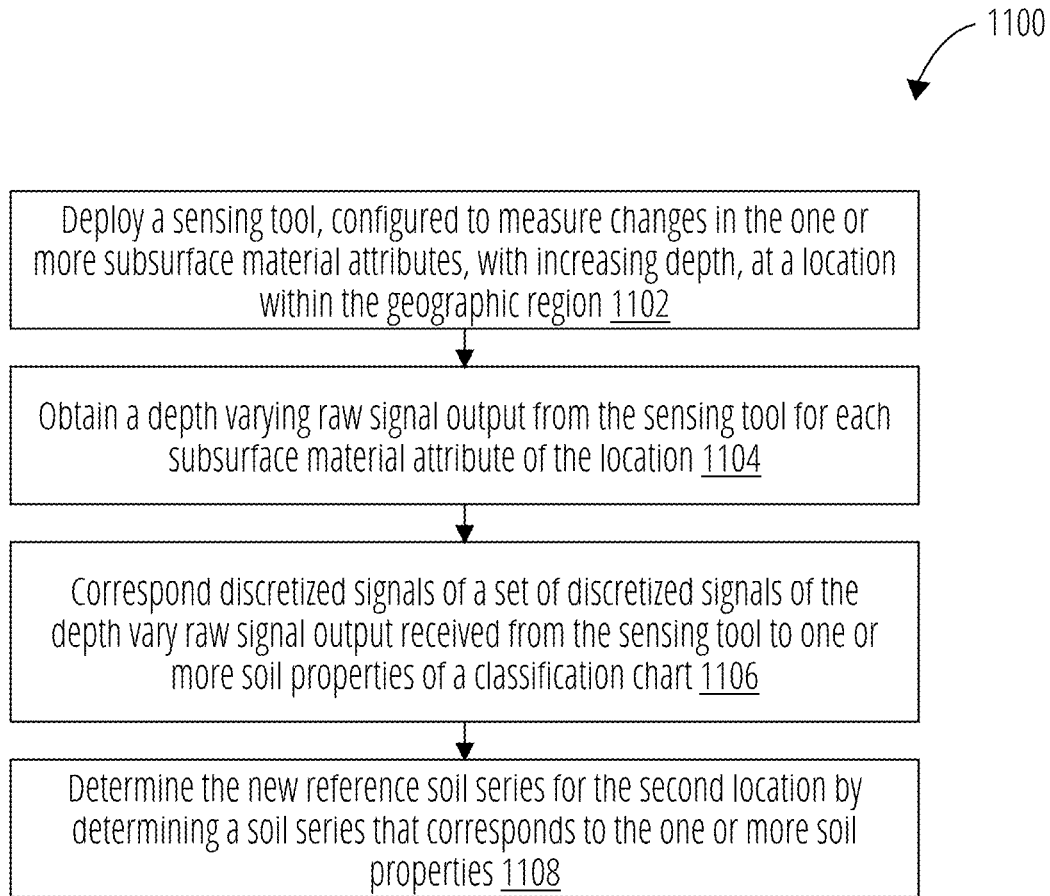 1100
Deploy a sensing tool, configured to measure changes in the one or
more subsurface material attributes, with increasing depth, at a location
within the geographic region 1102
Obtain a depth varying raw signal output from the sensing tool for each
subsurface material attribute of the location 1104
Correspond discretized signals of a set of discretized signals of the
depth vary raw signal output received from the sensing tool to one or
more soil properties of a classification chart 1106
Determine the new reference soil series for the second location by
determining a soil series that corresponds to the one or more soil
properties 1108